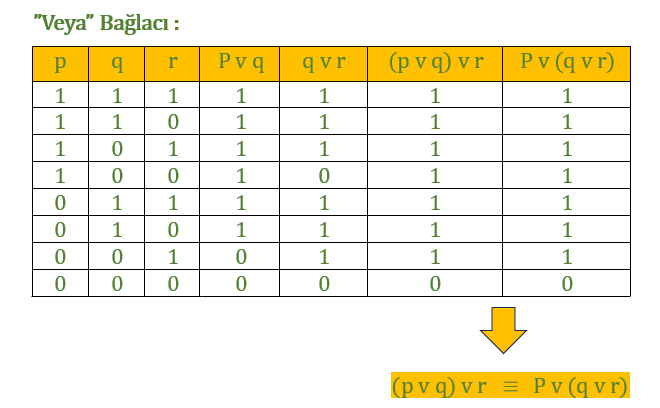 "Veya" Bağlacı :
p q r P v q q v r (p v q) v r P v (q v r)
1 1 1 1 1 1 1
1 1 0 1 1 1 1
1 0 1 1 1 1 1
1 0 0 1 0 1 1
0 1 1 1 1 1 1
0 1 0 1 1 1 1
0 0 1 0 1 1 1
0 0 0 0 0 0 0
(p v q) v r ≡ P v (q v r)